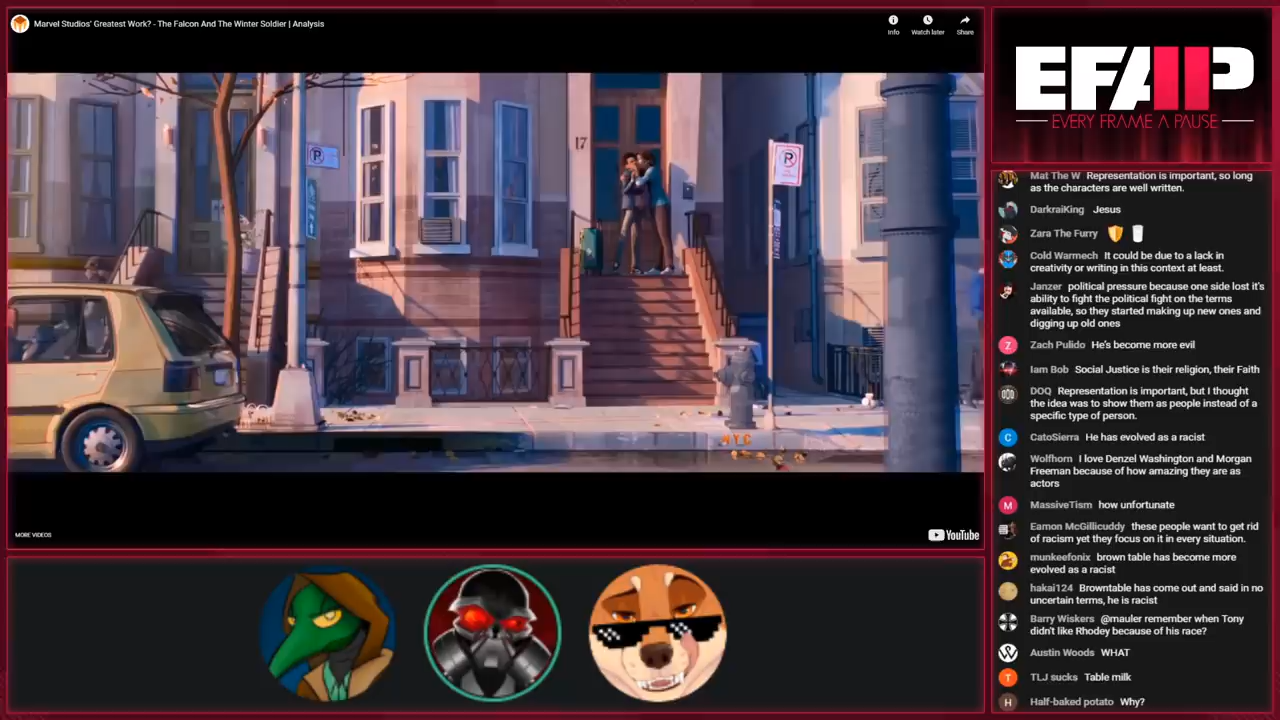 Marvel Studios' Greatest Work? - The Falcon And The Winter Soldier | Analysis
Info
Watch later
Share
17
P
P
NYC
MORE VIDEOS
YouTube
EFAP
EVERY FRAME A PAUSE
Mat The W Representation is important, so long
as the characters are well written.
DarkraiKing Jesus
Zara The Furry
Cold Warmech It could be due to a lack in
creativity or writing in this context at least.
Janzer political pressure because one side lost it's
ability to fight the political fight on the terms
available, so they started making up new ones and
digging up old ones
Z
Zach Pulido He's become more evil
Iam Bob Social Justice is their religion, their Faith
DOQ Representation is important, but I thought
the idea was to show them as people instead of a
specific type of person.
C
CatoSierra He has evolved as a racist
Wolfhorn I love Denzel Washington and Morgan
Freeman because of how amazing they are as
actors
M
MassiveTism how unfortunate
Eamon McGillicuddy these people want to get rid
of racism yet they focus on it in every situation.
munkeefonix brown table has become more
evolved as a racist
hakai124 Browntable has come out and said in no
uncertain terms, he is racist
Barry Wiskers @mauler remember when Tony
didn't like Rhodey because of his race?
W
Austin Woods WHAT
T
TLJ sucks Table milk
H
Half-baked potato Why?